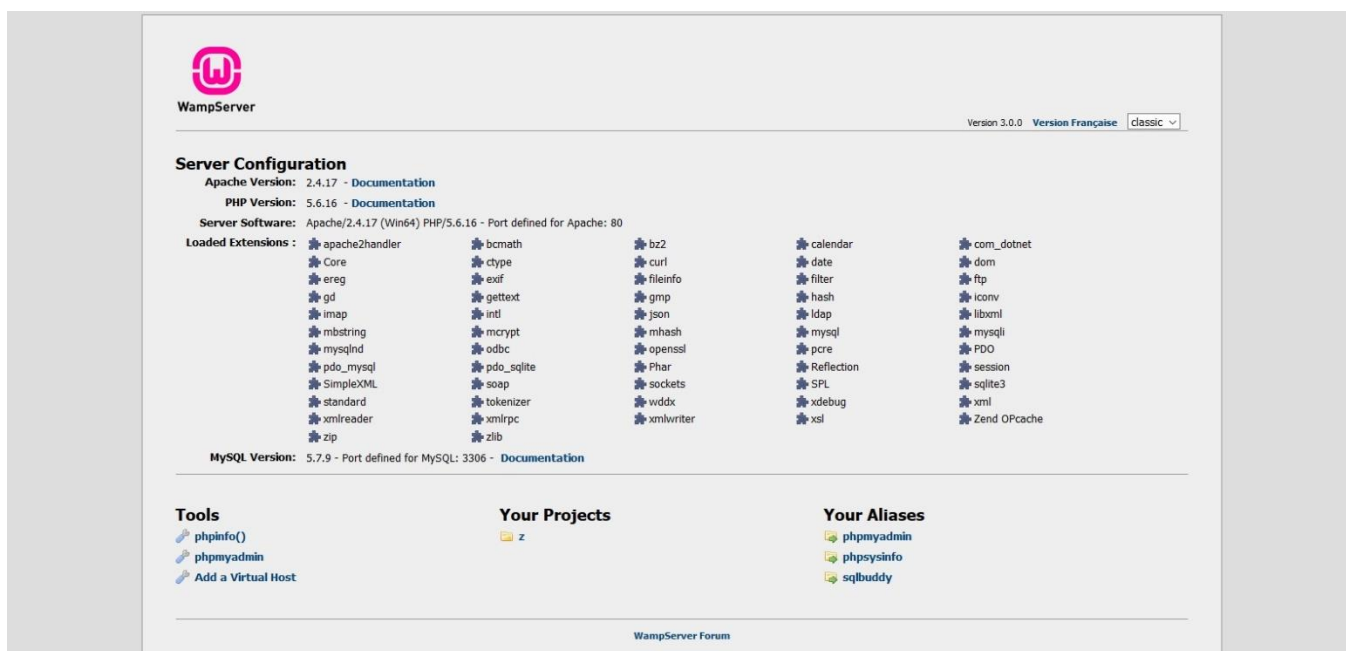 WampServer
Version 3.0.0 Version Française classic
Server Configuration
Apache Version: 2.4.17 - Documentation
PHP Version: 5.6.16 - Documentation
Server Software: Apache/2.4.17 (Win64) PHP/5.6.16 - Port defined for Apache: 80
Loaded Extensions : apache2handler bcmath bz2 calendar com_dotnet
Core ctype curl date dom
ereg exif fileinfo filter ftp
gd gettext gmp hash iconv
imap intl json ldap libxml
mbstring mcrypt mhash mysql mysqli
mysqlnd odbc openssl pcre PDO
pdo_mysql pdo_sqlite Phar Reflection session
SimpleXML soap sockets SPL sqlite3
standard tokenizer wddx xdebug xml
xmlreader xmlrpc xmlwriter xsl Zend OPcache
zip zlib
MySQL Version: 5.7.9 - Port defined for MySQL: 3306 - Documentation
Tools
phpinfo()
phpmyadmin
Add a Virtual Host
Your Projects
z
Your Aliases
phpmyadmin
phpsysinfo
sqlbuddy
WampServer Forum